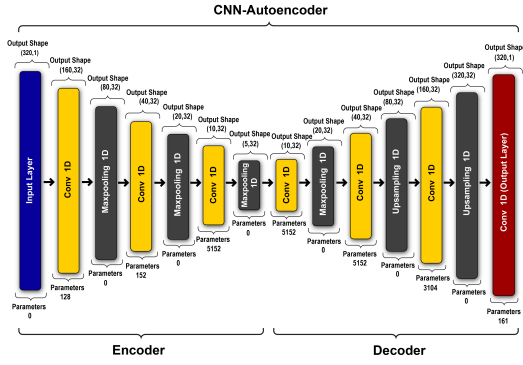 CNN-Autoencoder
Output Shape
(320,1)
Output Shape
(160,32)
Output Shape
(80,32)
Output Shape
(40,32)
Output Shape
(20,32)
Output Shape
(10,32)
Output Shape
(5,32)
Output Shape
(10,32)
Output Shape
(20,32)
Output Shape
(40,32)
Output Shape
(80,32)
Output Shape
(160,32)
Output Shape
(320,32)
Output Shape
(320,1)
Input Layer
Conv 1D
Maxpooling 1D
Conv 1D
Maxpooling 1D
Conv 1D
Maxpooling
1D
Conv 1D
Maxpooling 1D
Conv 1D
Upsampling 1D
Conv 1D
Upsampling 1D
Conv 1D (Output Layer)
Parameters
0
Parameters
128
Parameters
0
Parameters
152
Parameters
0
Parameters
5152
Parameters
0
Parameters
5152
Parameters
0
Parameters
5152
Parameters
0
Parameters
3104
Parameters
0
Parameters
161
Encoder
Decoder